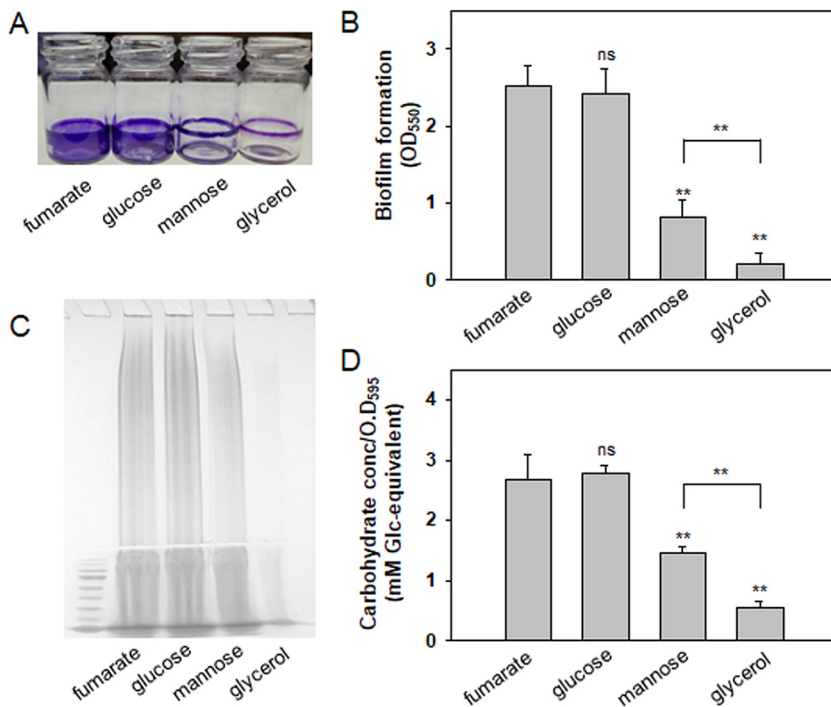 A
fumarate
glucose
mannose
glycerol
B
Biofilm formation
(OD550)
3
2
1
0
ns
**
**
**
fumarate
glucose
mannose
glycerol
C
fumarate
glucose
mannose
glycerol
D
Carbohydrate conc/O.D595
(mM Glc-equivalent)
4
3
2
1
0
ns
**
**
**
fumarate
glucose
mannose
glycerol